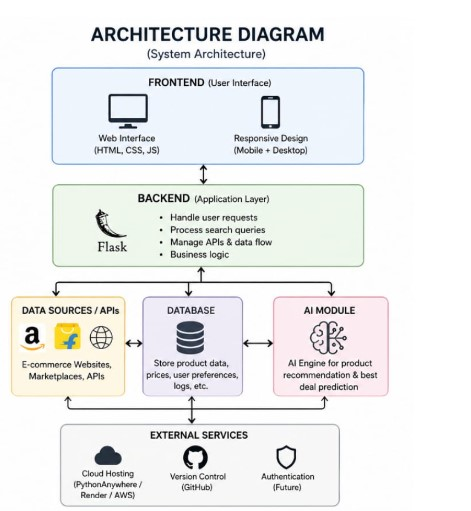 ARCHITECTURE DIAGRAM
(System Architecture)
FRONTEND (User Interface)
Web Interface
(HTML, CSS, JS)
Responsive Design
(Mobile + Desktop)
BACKEND (Application Layer)
Flask
• Handle user requests
• Process search queries
• Manage APIs & data flow
• Business logic
DATA SOURCES / APIs
a
f
E-commerce Websites,
Marketplaces, APIs
DATABASE
Store product data,
prices, user preferences,
logs, etc.
AI MODULE
AI Engine for product
recommendation & best
deal prediction
EXTERNAL SERVICES
Cloud Hosting
(PythonAnywhere /
Render / AWS)
Version Control
(GitHub)
Authentication
(Future)